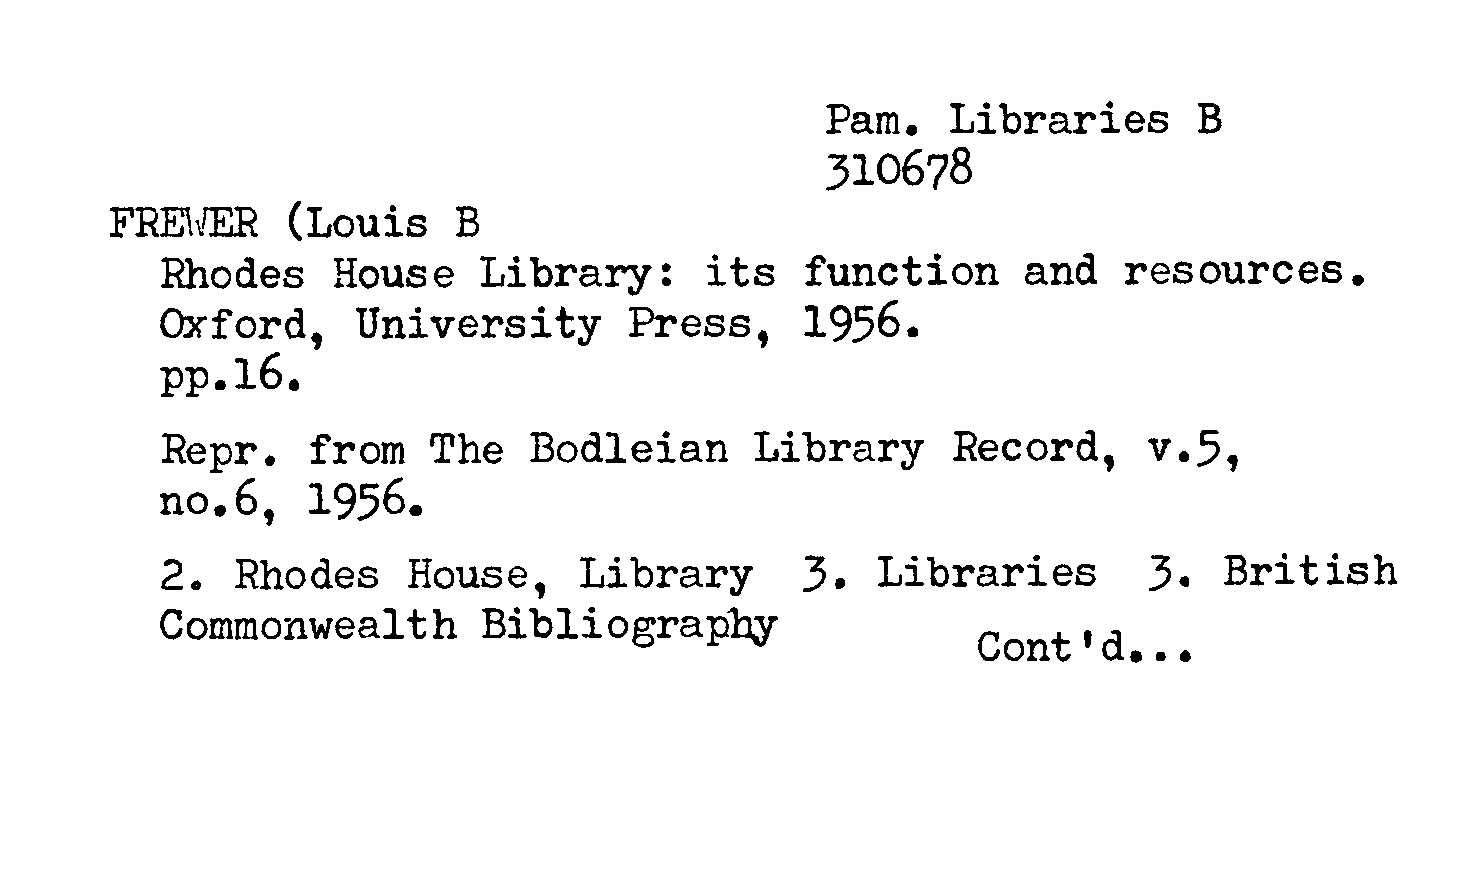 Pam. Libraries B
310678
FREWER (Louis B
Rhodes House Library: its function and resources.
Oxford, University Press, 1956.
pp.16.
Repr. from The Bodleian Library Record, v.5,
no.6, 1956.
2. Rhodes House, Library 3. Libraries 3. British
Commonwealth Bibliography
Cont'd...